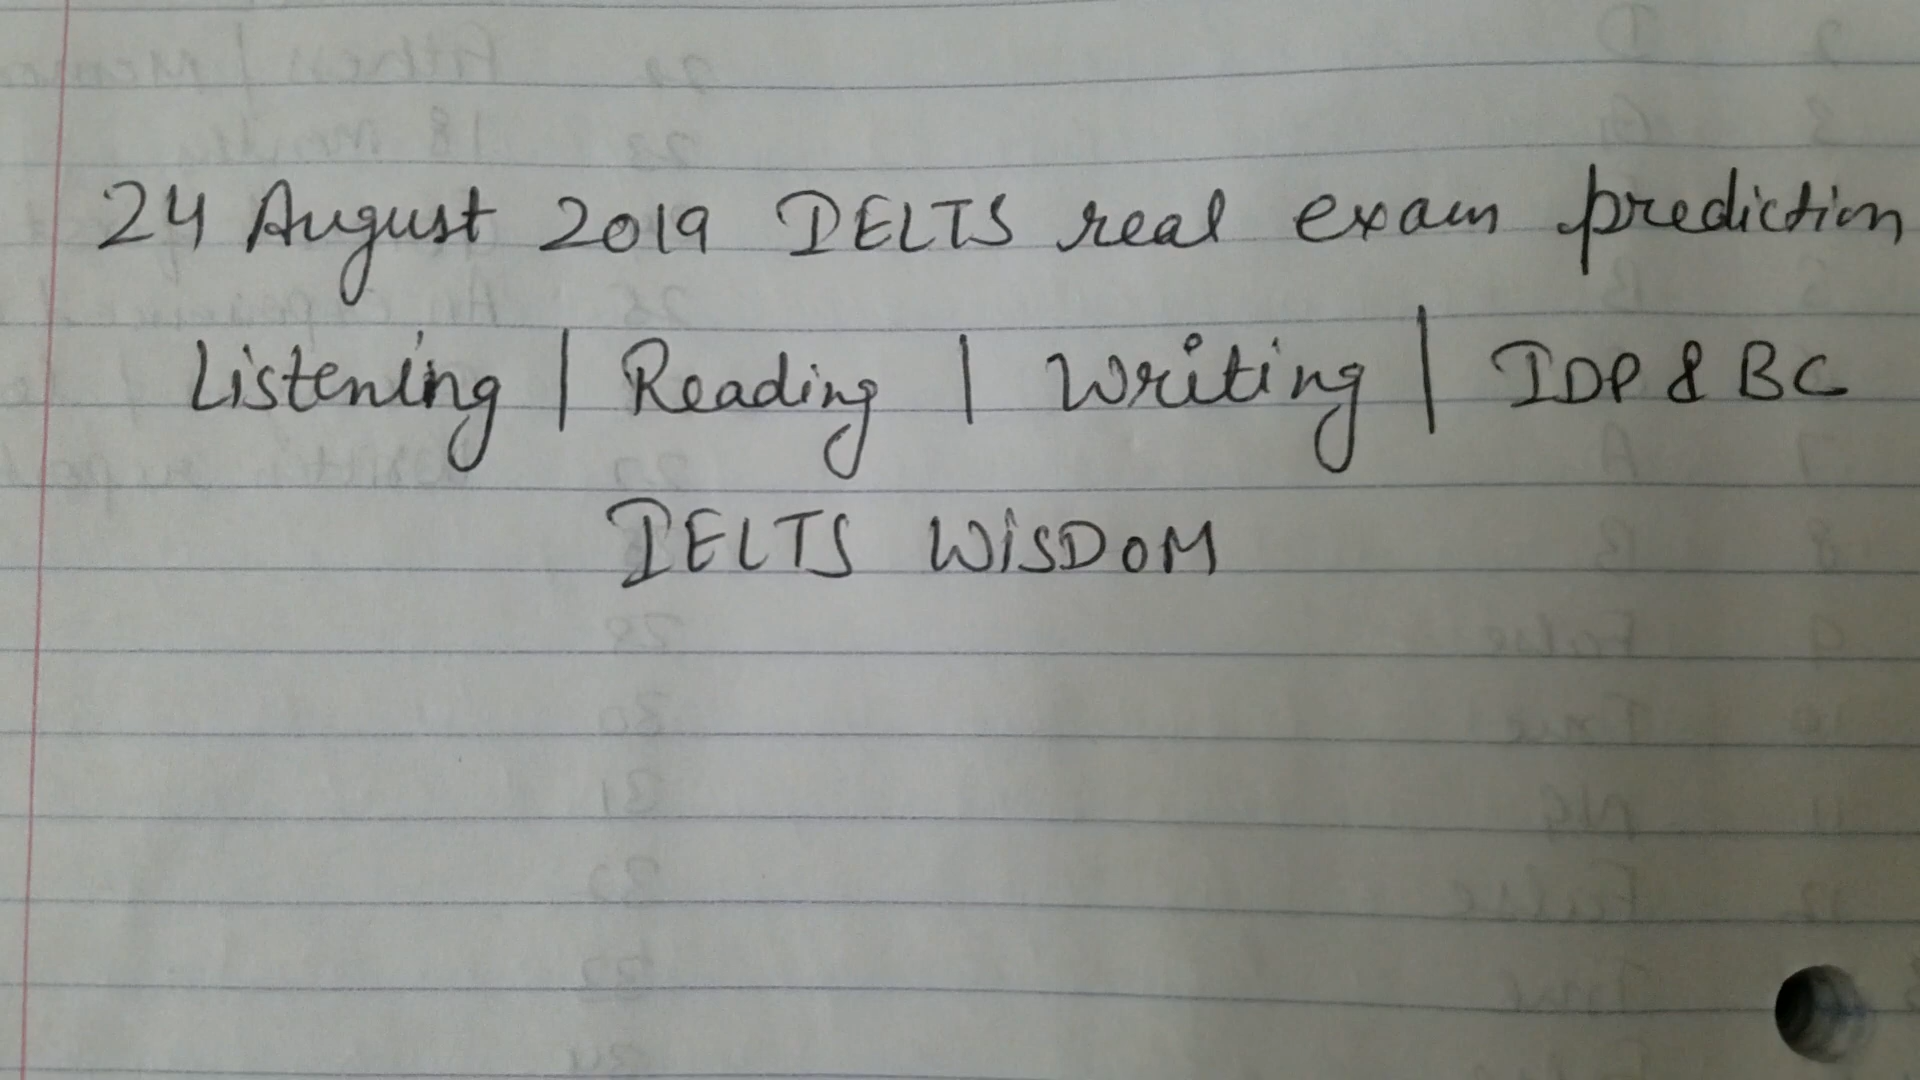 24 August 2019 IELTS real exam prediction
Listening | Reading | Writing | IDP & BC
IELTS WiSDOM